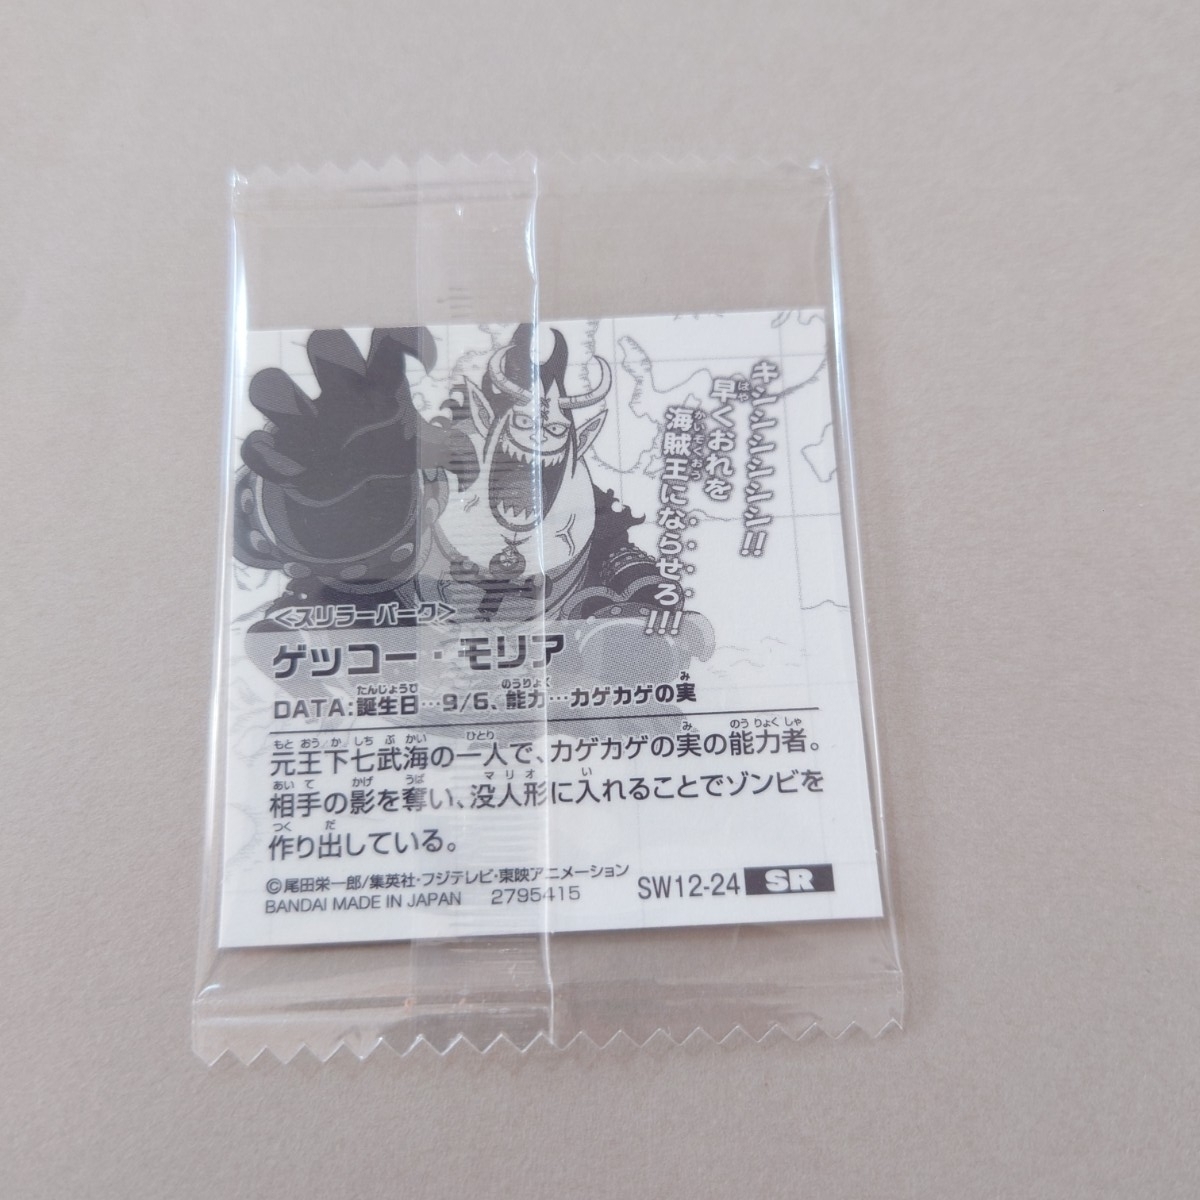 キシシシシシシ!!
早くおれを
海賊王にならせろ!!!
<スリラーバーク>
ゲッコー・モリア
DATA:誕生日…9/6、能力…カゲカゲの実
元王下七武海の一人で、カゲカゲの実の能力者。
相手の影を奪い、没人形に入れることでゾンビを
作り出している。
©尾田栄一郎/集英社・フジテレビ・東映アニメーション
BANDAI MADE IN JAPAN 2795415
SW12-24 SR